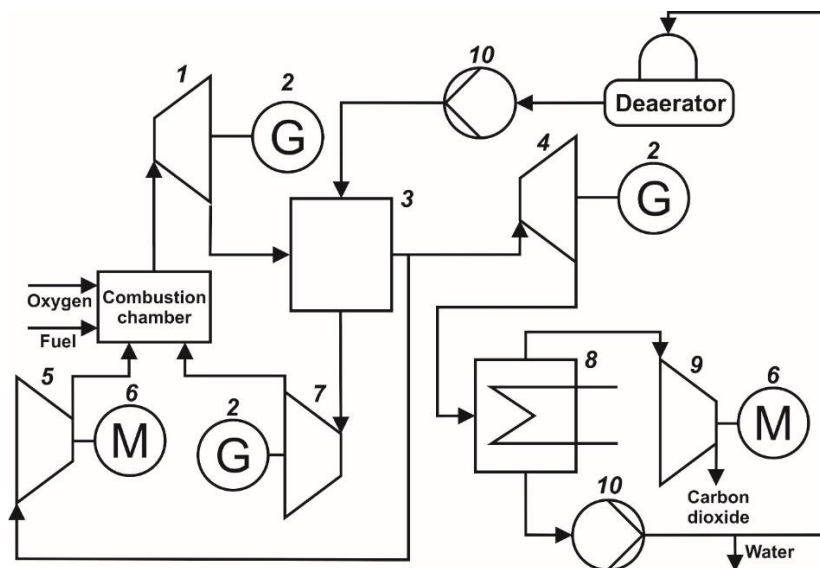 1
2
G
10
Deaerator
4
2
G
3
Oxygen
Combustion
chamber
Fuel
5
6
M
2
G
7
8
9
6
M
10
Carbon
dioxide
Water